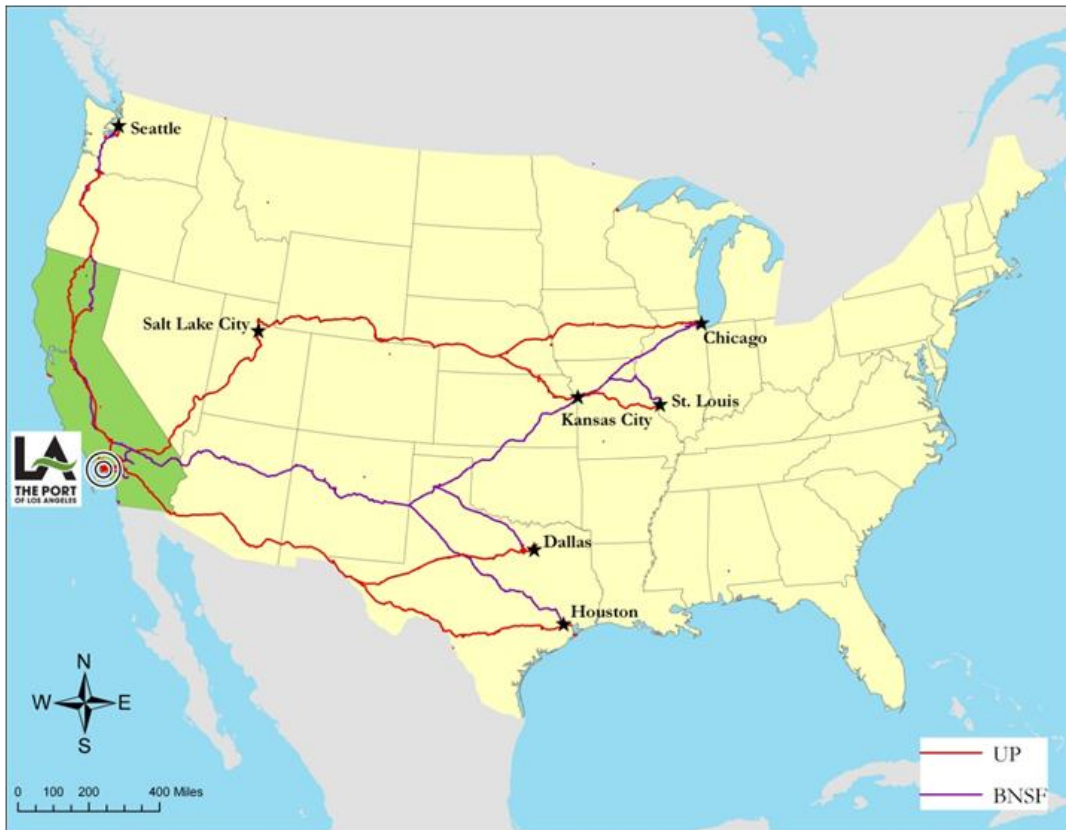 Seattle
Salt Lake City
Chicago
St. Louis
Kansas City
LA
THE PORT
OF LOS ANGELES
Dallas
Houston
N
W E
S
0 100 200 400 Miles
UP
BNSF